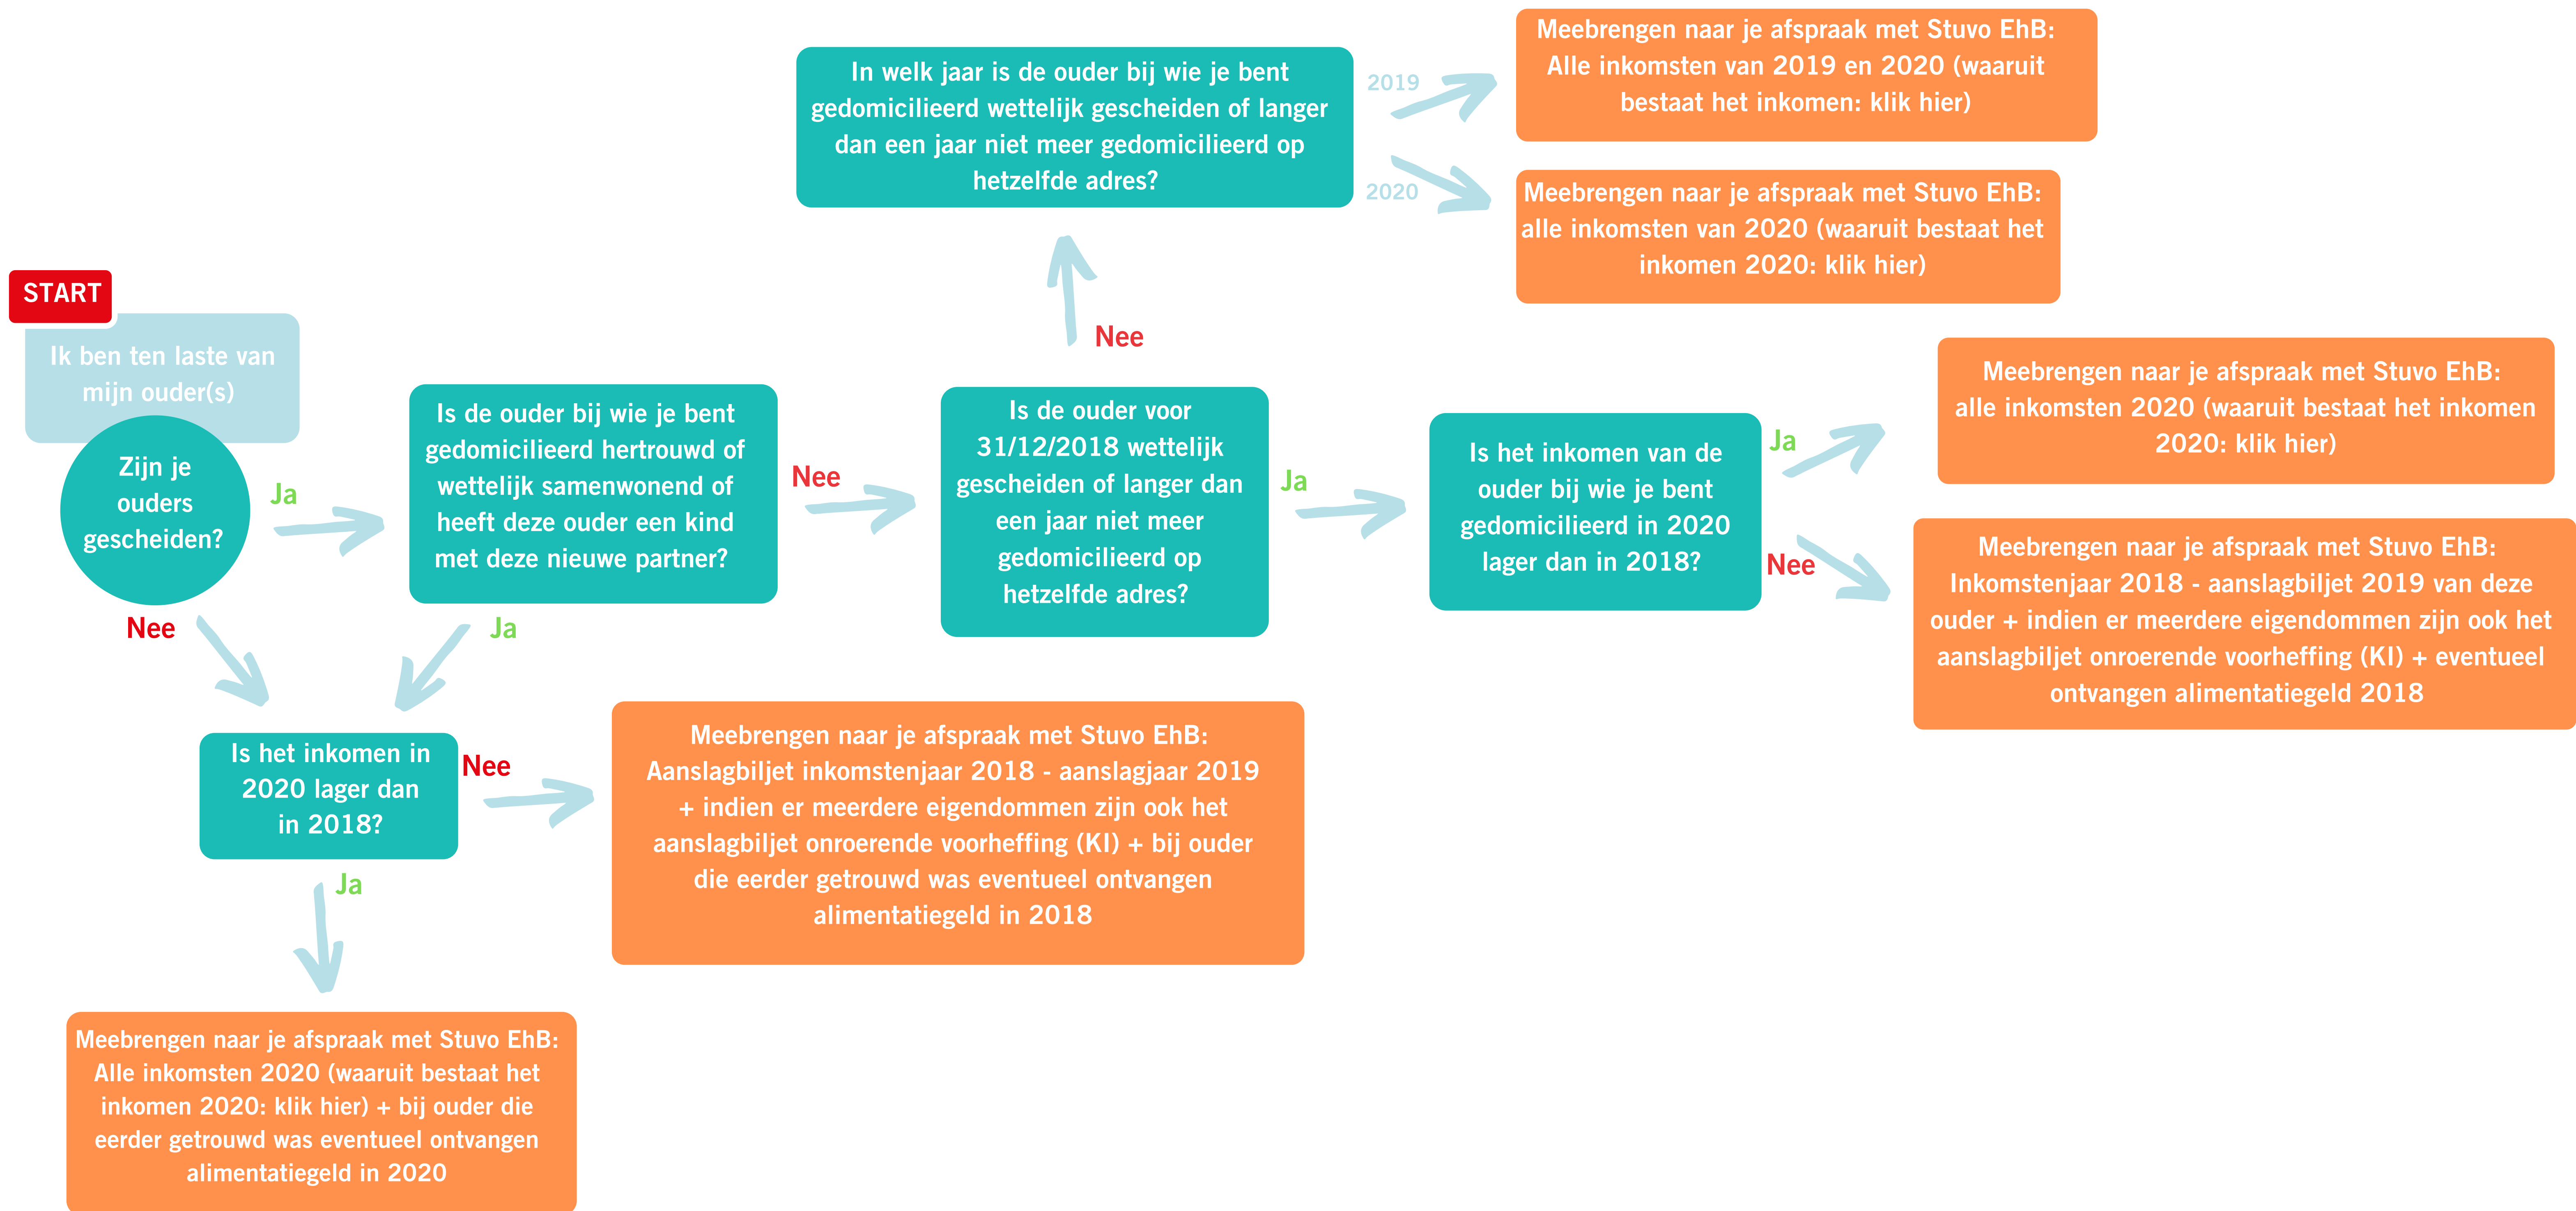 START
Ik ben ten laste van
mijn ouder(s)
Zijn je
ouders
gescheiden?
Ja
Nee
Is de ouder bij wie je bent
gedomicilieerd hertrouwd of
wettelijk samenwonend of
heeft deze ouder een kind
met deze nieuwe partner?
Nee
Ja
Is de ouder voor
31/12/2018 wettelijk
gescheiden of langer dan
een jaar niet meer
gedomicilieerd op
hetzelfde adres?
Nee
Ja
In welk jaar is de ouder bij wie je bent
gedomicilieerd wettelijk gescheiden of langer
dan een jaar niet meer gedomicilieerd op
hetzelfde adres?
2019
2020
Meebrengen naar je afspraak met Stuvo EhB:
Alle inkomsten van 2019 en 2020 (waaruit
bestaat het inkomen: klik hier)
Meebrengen naar je afspraak met Stuvo EhB:
alle inkomsten van 2020 (waaruit bestaat het
inkomen 2020: klik hier)
Is het inkomen van de
ouder bij wie je bent
gedomicilieerd in 2020
lager dan in 2018?
Ja
Nee
Meebrengen naar je afspraak met Stuvo EhB:
alle inkomsten 2020 (waaruit bestaat het inkomen
2020: klik hier)
Meebrengen naar je afspraak met Stuvo EhB:
Inkomstenjaar 2018 - aanslagbiljet 2019 van deze
ouder + indien er meerdere eigendommen zijn ook het
aanslagbiljet onroerende voorheffing (KI) + eventueel
ontvangen alimentatiegeld 2018
Is het inkomen in
2020 lager dan
in 2018?
Nee
Ja
Meebrengen naar je afspraak met Stuvo EhB:
Aanslagbiljet inkomstenjaar 2018 - aanslagjaar 2019
+ indien er meerdere eigendommen zijn ook het
aanslagbiljet onroerende voorheffing (KI) + bij ouder
die eerder getrouwd was eventueel ontvangen
alimentatiegeld in 2018
Meebrengen naar je afspraak met Stuvo EhB:
Alle inkomsten 2020 (waaruit bestaat het
inkomen 2020: klik hier) + bij ouder die
eerder getrouwd was eventueel ontvangen
alimentatiegeld in 2020